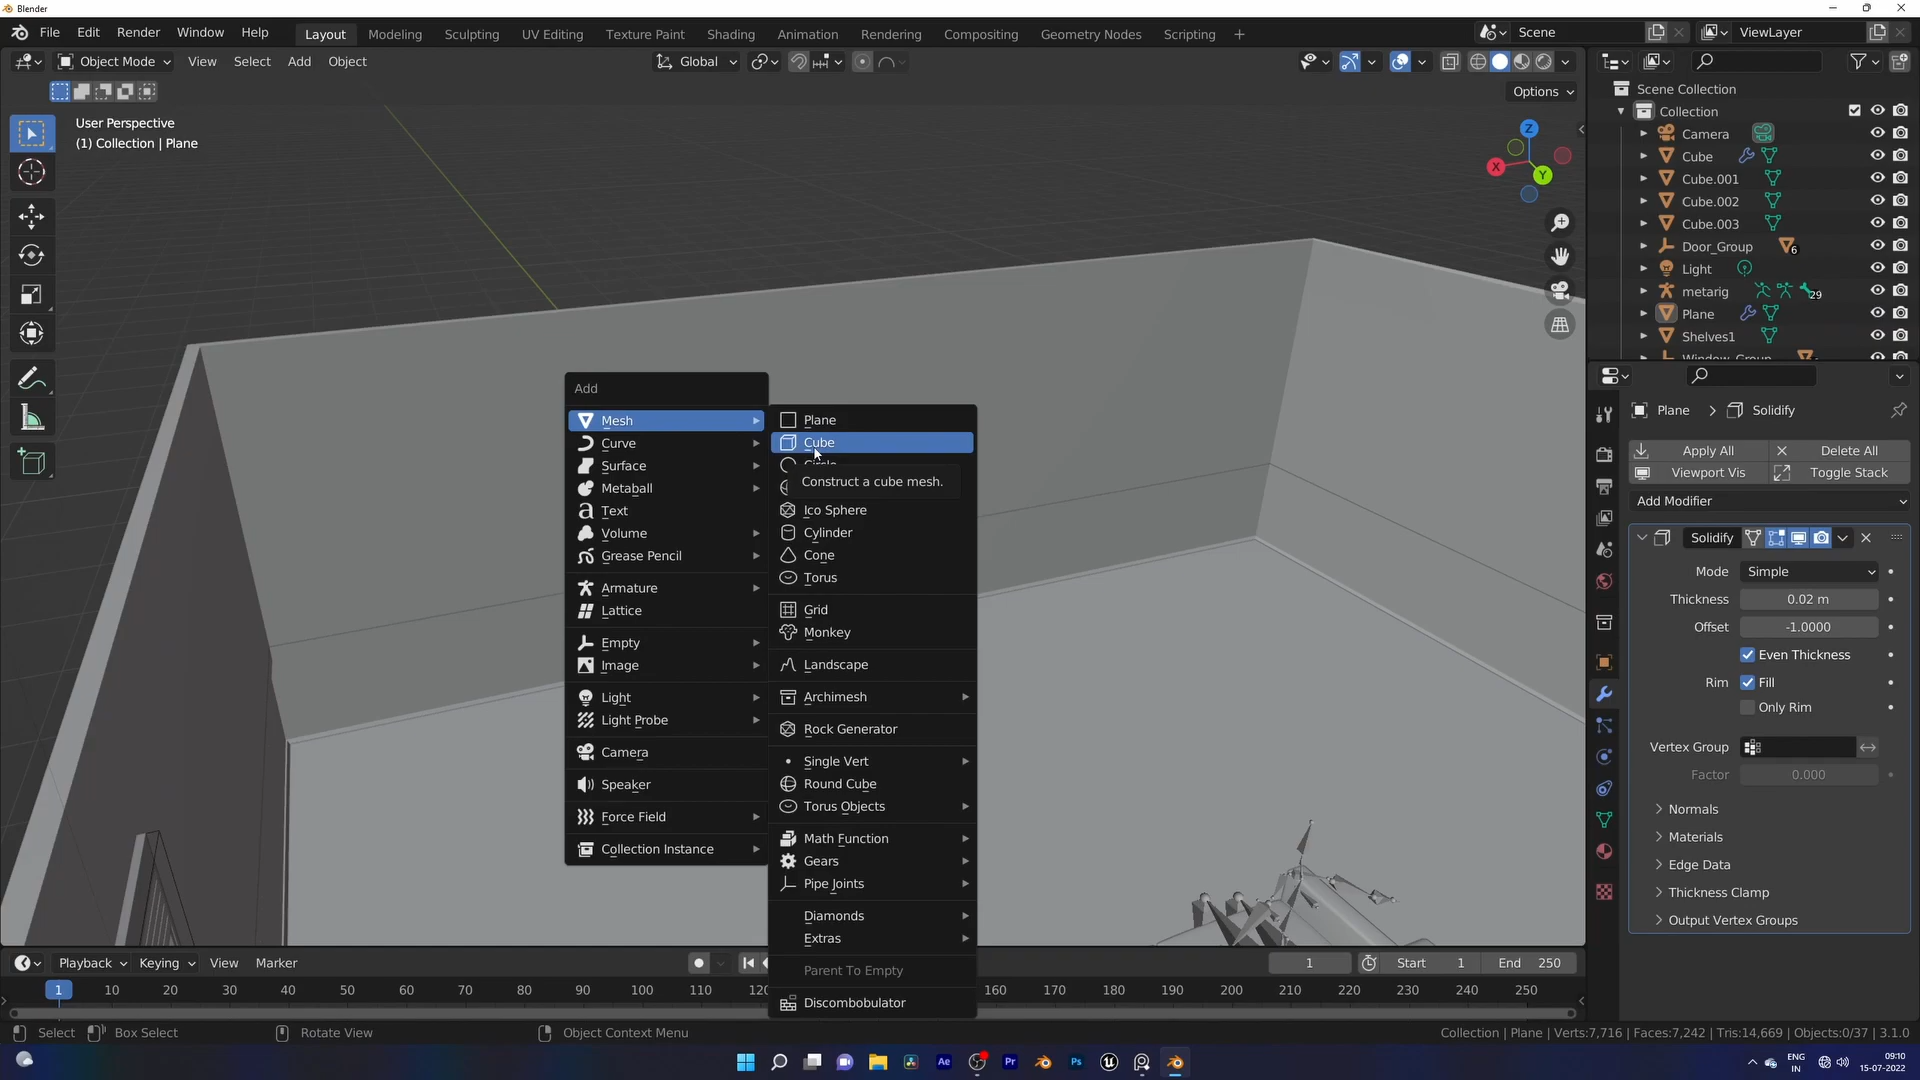 Blender
File Edit Render Window Help Layout Modeling Sculpting UV Editing Texture Paint Shading Animation Rendering Compositing Geometry Nodes Scripting + Scene ViewLayer
Object Mode View Select Add Object Global
Options
User Perspective
(1) Collection | Plane
Z
X
Y
Scene Collection
Collection
Camera
Cube
Cube.001
Cube.002
Cube.003
Door_Group 6
Light
metarig 29
Plane
Shelves1
Window_Group
Add
Mesh
Curve
Surface
Metaball
Text
Volume
Grease Pencil
Armature
Lattice
Empty
Image
Light
Light Probe
Camera
Speaker
Force Field
Collection Instance
Plane
Cube
Circle
Construct a cube mesh.
Ico Sphere
Cylinder
Cone
Torus
Grid
Monkey
Landscape
Archimesh
Rock Generator
Single Vert
Round Cube
Torus Objects
Math Function
Gears
Pipe Joints
Diamonds
Extras
Parent To Empty
Discombobulator
Plane > Solidify
Apply All Delete All
Viewport Vis Toggle Stack
Add Modifier
Solidify
Mode Simple
Thickness 0.02 m
Offset -1.0000
Even Thickness
Rim Fill
Only Rim
Vertex Group
Factor 0.000
Normals
Materials
Edge Data
Thickness Clamp
Output Vertex Groups
Playback Keying View Marker 1 Start 1 End 250
1 10 20 30 40 50 60 70 80 90 100 110 160 170 180 190 200 210 220 230 240 250
Select Box Select Rotate View Object Context Menu Collection | Plane | Verts:7,716 | Faces:7,242 | Tris:14,669 | Objects:0/37 | 3.1.0
Ae Pr Ps
ENG
IN
09:10
15-07-2022